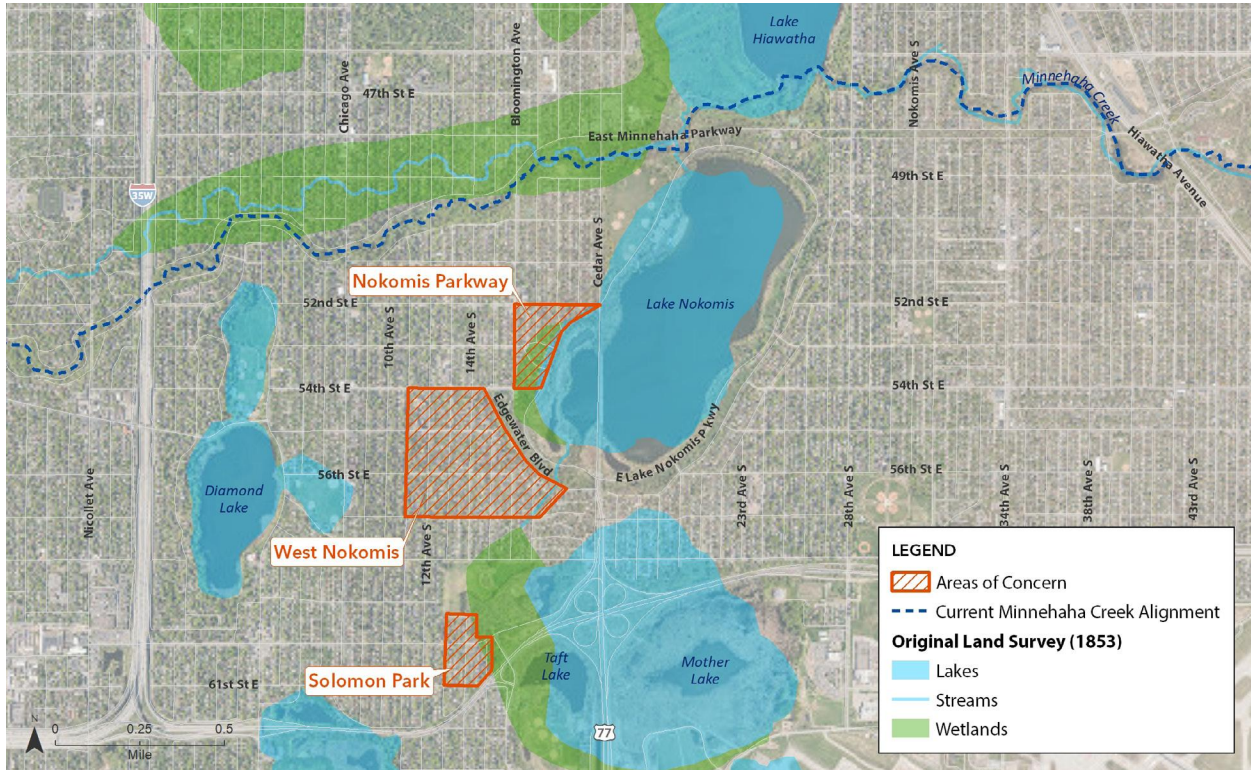 Lake
Hiawatha
Chicago Ave
Bloomington Ave
Nokomis Ave S
47th St E
Minnehaha Creek
East Minnehaha Parkway
Hiawatha Avenue
49th St E
35W
Cedar Ave S
Nokomis Parkway
52nd St E
Lake Nokomis
52nd St E
10th Ave S
14th Ave S
54th St E
54th St E
Edgewater Blvd
E Lake Nokomis Pkwy
56th St E
56th St E
Nicollet Ave
Diamond
Lake
23rd Ave S
28th Ave S
34th Ave S
38th Ave S
43rd Ave S
West Nokomis
12th Ave S
Taft
Lake
Mother
Lake
Solomon Park
61st St E
77
N
0 0.25 0.5
Mile
LEGEND
Areas of Concern
Current Minnehaha Creek Alignment
Original Land Survey (1853)
Lakes
Streams
Wetlands